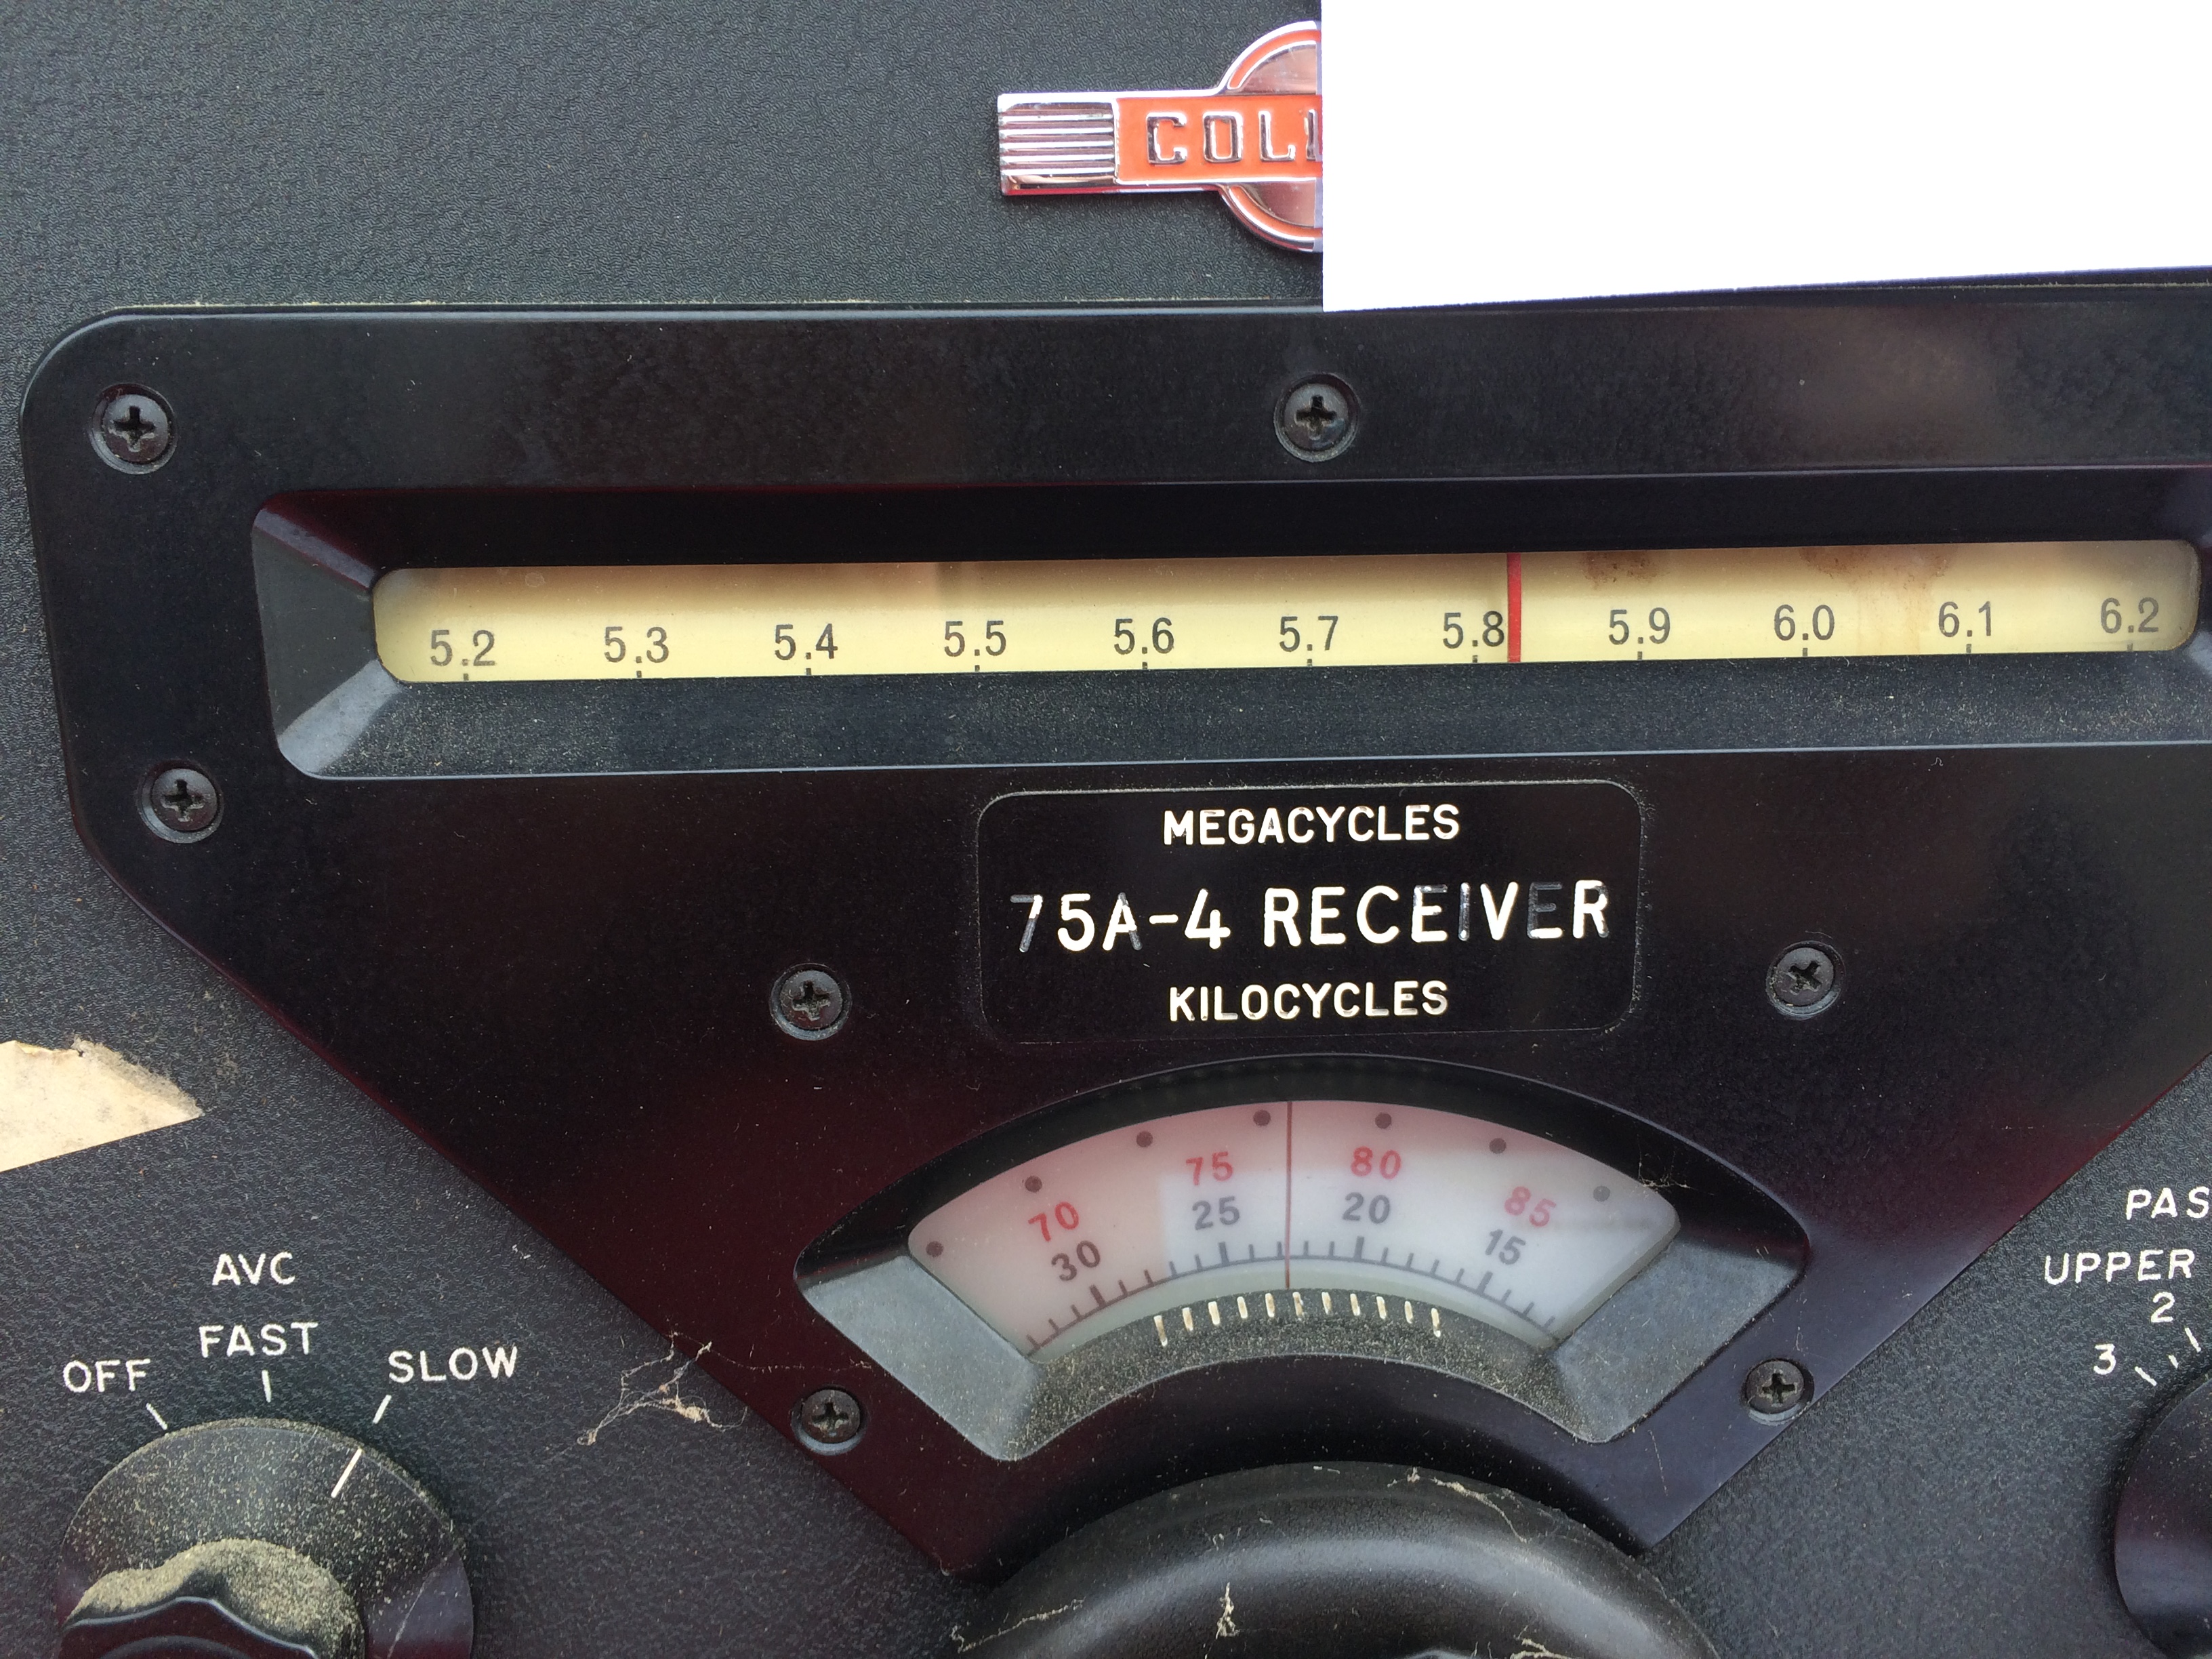 COLL
5.2 5.3 5.4 5.5 5.6 5.7 5.8 5.9 6.0 6.1 6.2
MEGACYCLES
75A-4 RECEIVER
KILOCYCLES
70 75 80 85
30 25 20 15
AVC
OFF FAST SLOW
PAS
UPPER
2
3